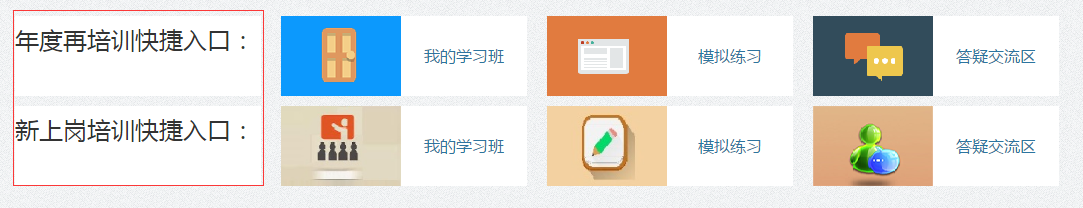 年度再培训快捷入口：
我的学习班
模拟练习
答疑交流区
新上岗培训快捷入口：
我的学习班
模拟练习
答疑交流区